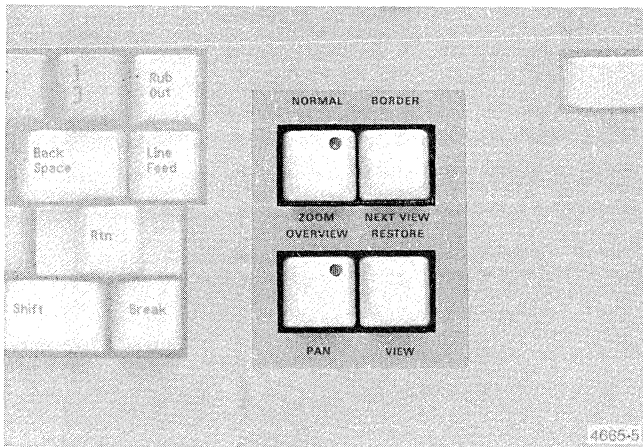 ]
}
Rub
Out
NORMAL BORDER
Back
Space
Line
Feed
ZOOM NEXT VIEW
OVERVIEW RESTORE
Rtn
Shift
Break
PAN VIEW
4665-5